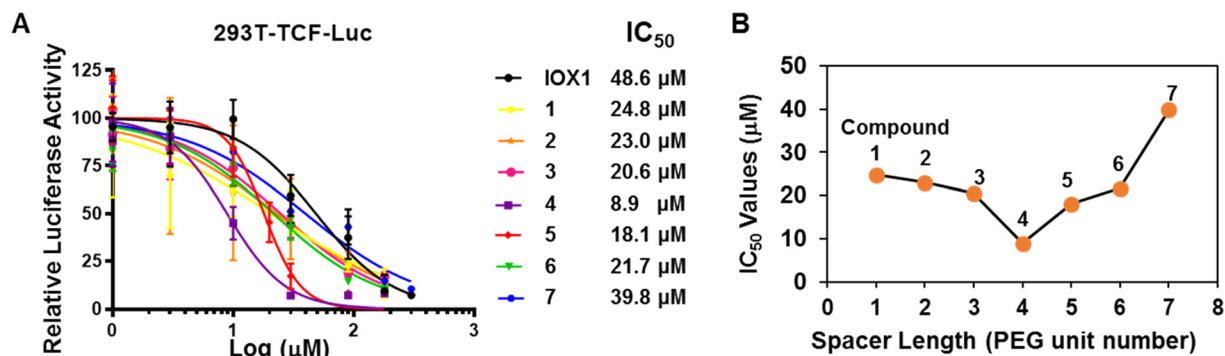 A
293T-TCF-Luc
Relative Luciferase Activity
125
100
75
50
25
0
0
1
2
3
Log (μM)
IC50
IOX1 48.6 μM
1 24.8 μM
2 23.0 μM
3 20.6 μM
4 8.9 μM
5 18.1 μM
6 21.7 μM
7 39.8 μM
B
IC50 Values (μM)
50
40
30
20
10
0
Compound
1
2
3
4
5
6
7
0 1 2 3 4 5 6 7 8
Spacer Length (PEG unit number)